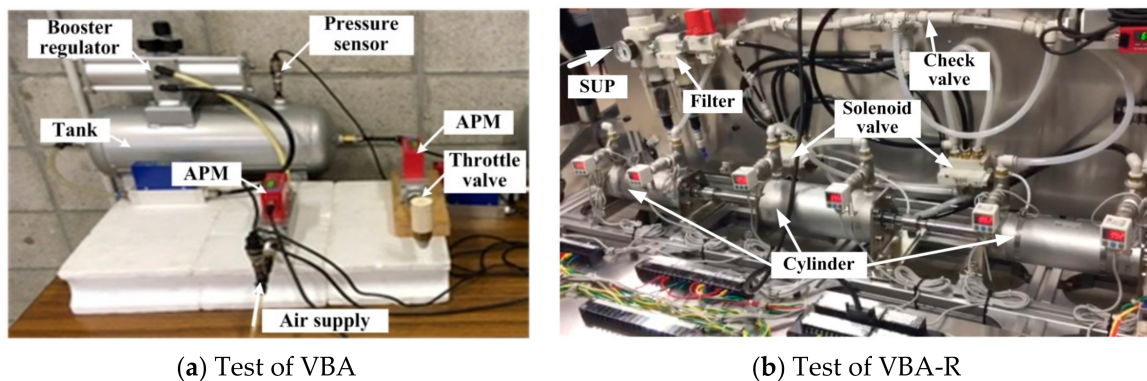 Booster
regulator
Pressure
sensor
Tank
APM
APM
Throttle
valve
Air supply
SUP
Filter
Check
valve
Solenoid
valve
Cylinder
(a) Test of VBA
(b) Test of VBA-R